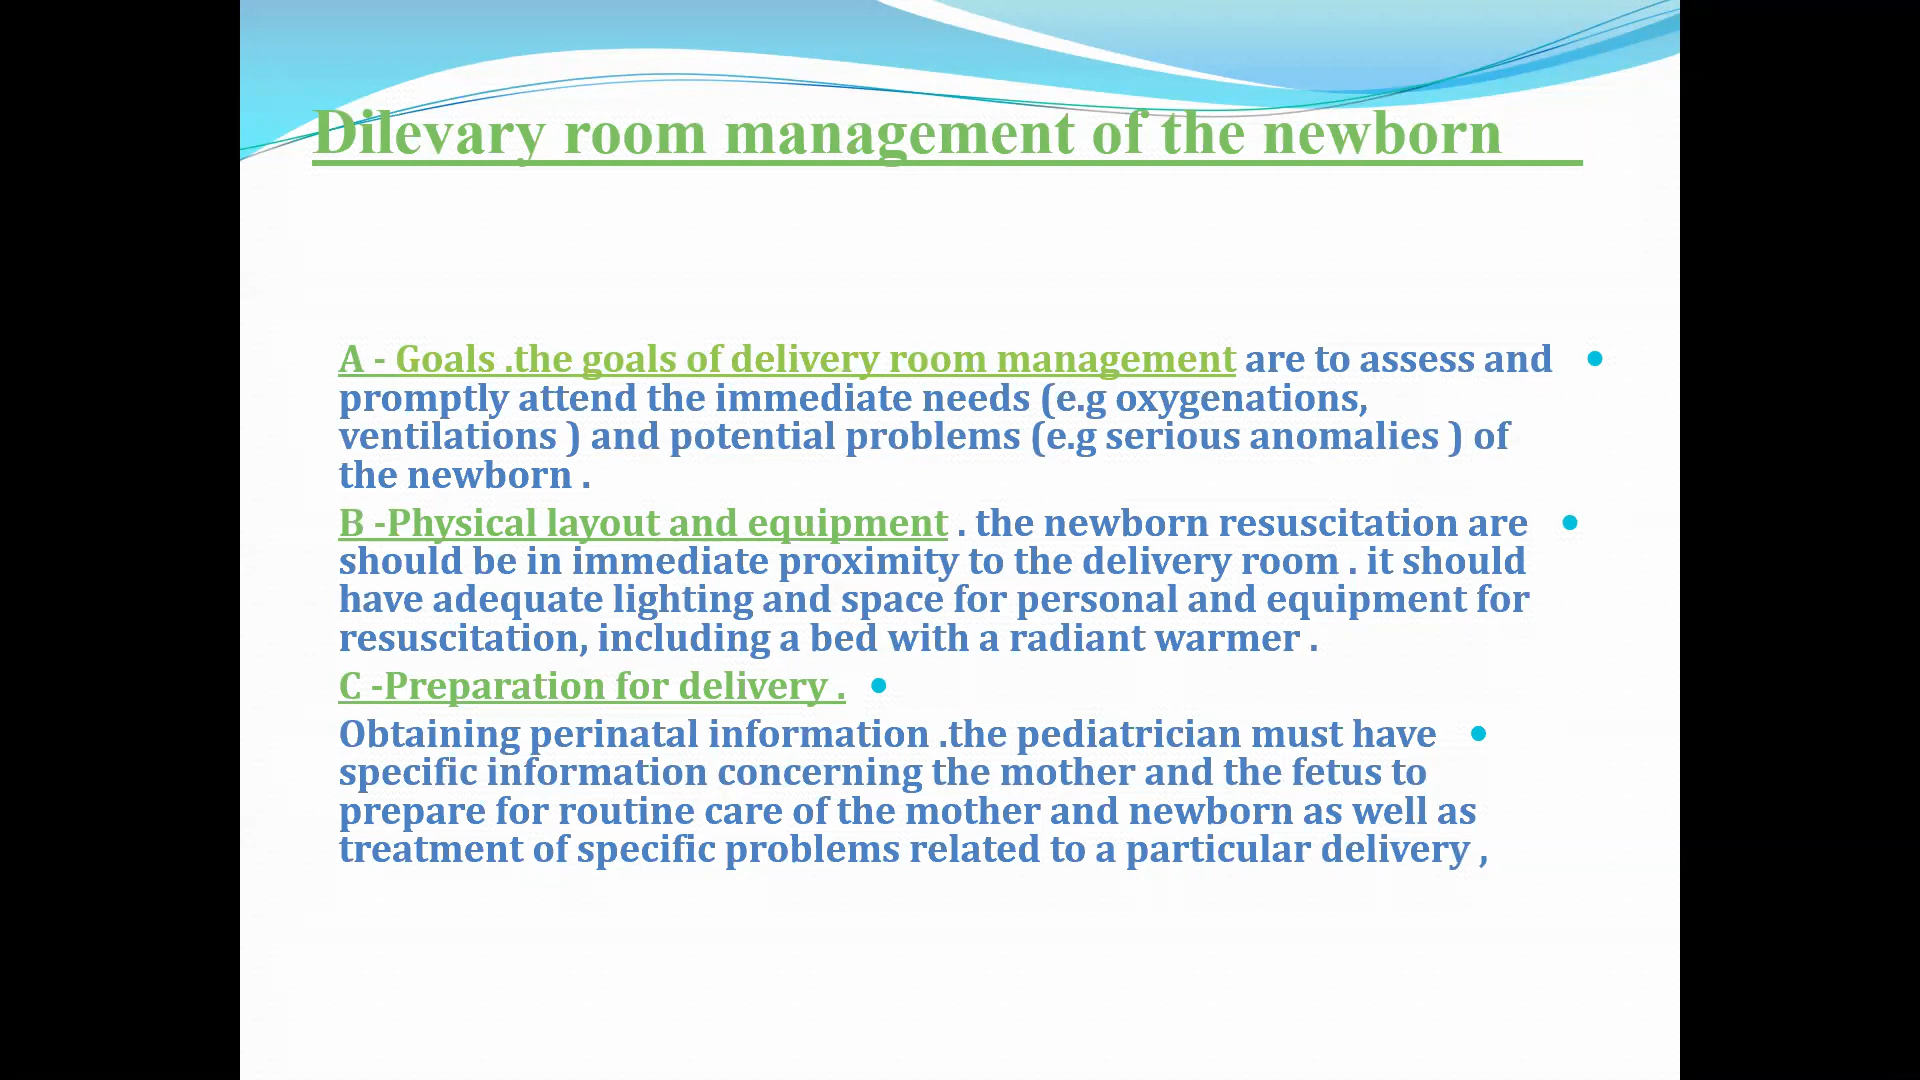 Dilevary room management of the newborn
A - Goals .the goals of delivery room management are to assess and
promptly attend the immediate needs (e.g oxygenations,
ventilations ) and potential problems (e.g serious anomalies ) of
the newborn .
B -Physical layout and equipment . the newborn resuscitation are
should be in immediate proximity to the delivery room . it should
have adequate lighting and space for personal and equipment for
resuscitation, including a bed with a radiant warmer .
C -Preparation for delivery .
Obtaining perinatal information .the pediatrician must have
specific information concerning the mother and the fetus to
prepare for routine care of the mother and newborn as well as
treatment of specific problems related to a particular delivery ,